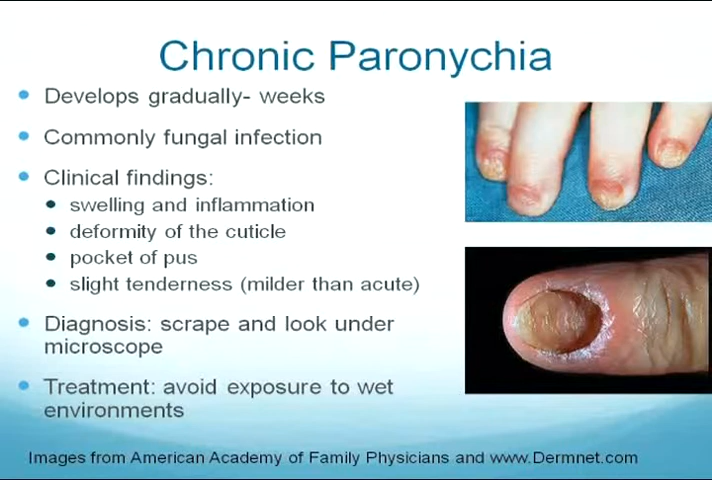 Chronic Paronychia
Develops gradually- weeks
Commonly fungal infection
Clinical findings:
swelling and inflammation
deformity of the cuticle
pocket of pus
slight tenderness (milder than acute)
Diagnosis: scrape and look under
microscope
Treatment: avoid exposure to wet
environments
Images from American Academy of Family Physicians and www.Dermnet.com